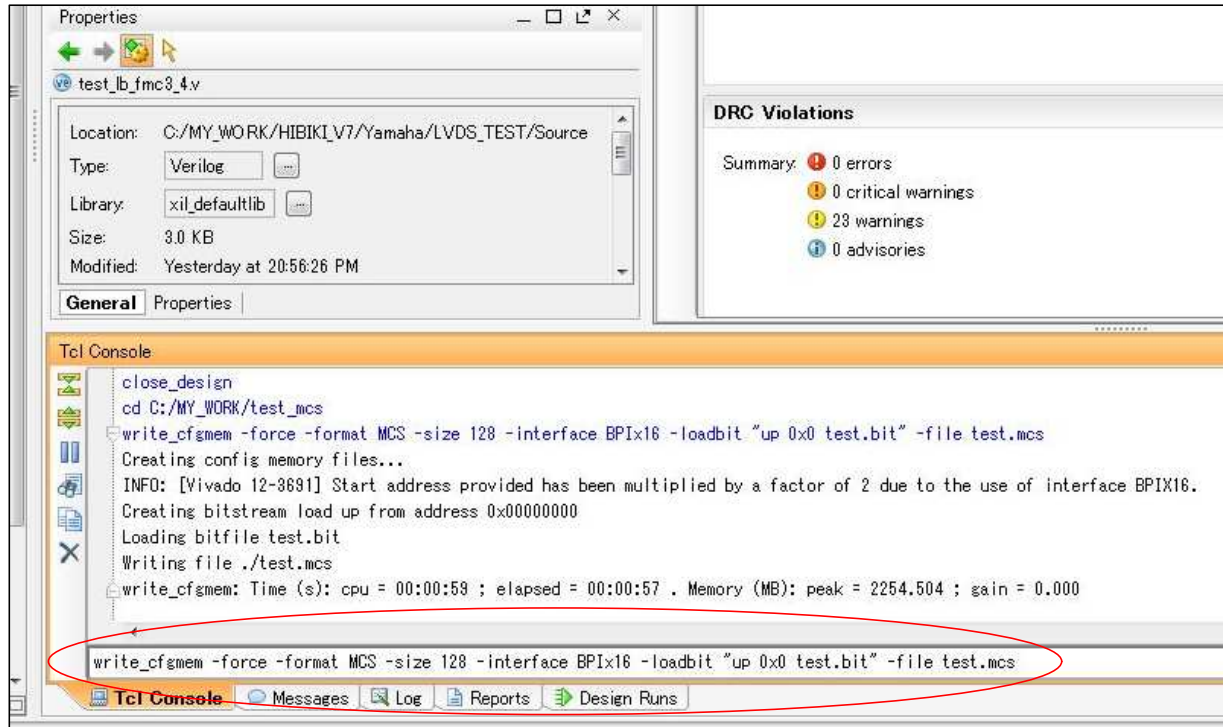 Properties
test_lb_fmc3_4.v
Location: C:/MY_WORK/HIBIKI_V7/Yamaha/LVDS_TEST/Source
Type: Verilog
Library: xil_defaultlib
Size: 3.0 KB
Modified: Yesterday at 20:56:26 PM
General Properties
DRC Violations
Summary: 0 errors
0 critical warnings
23 warnings
0 advisories
Tcl Console
close_design
cd C:/MY_WORK/test_mcs
write_cfgmem -force -format MCS -size 128 -interface BPIx16 -loadbit "up 0x0 test.bit" -file test.mcs
Creating config memory files...
INFO: [Vivado 12-3691] Start address provided has been multiplied by a factor of 2 due to the use of interface BPIX16.
Creating bitstream load up from address 0x00000000
Loading bitfile test.bit
Writing file ./test.mcs
write_cfgmem: Time (s): cpu = 00:00:59 ; elapsed = 00:00:57 . Memory (MB): peak = 2254.504 ; gain = 0.000
write_cfgmem -force -format MCS -size 128 -interface BPIx16 -loadbit "up 0x0 test.bit" -file test.mcs
Tcl Console Messages Log Reports Design Runs